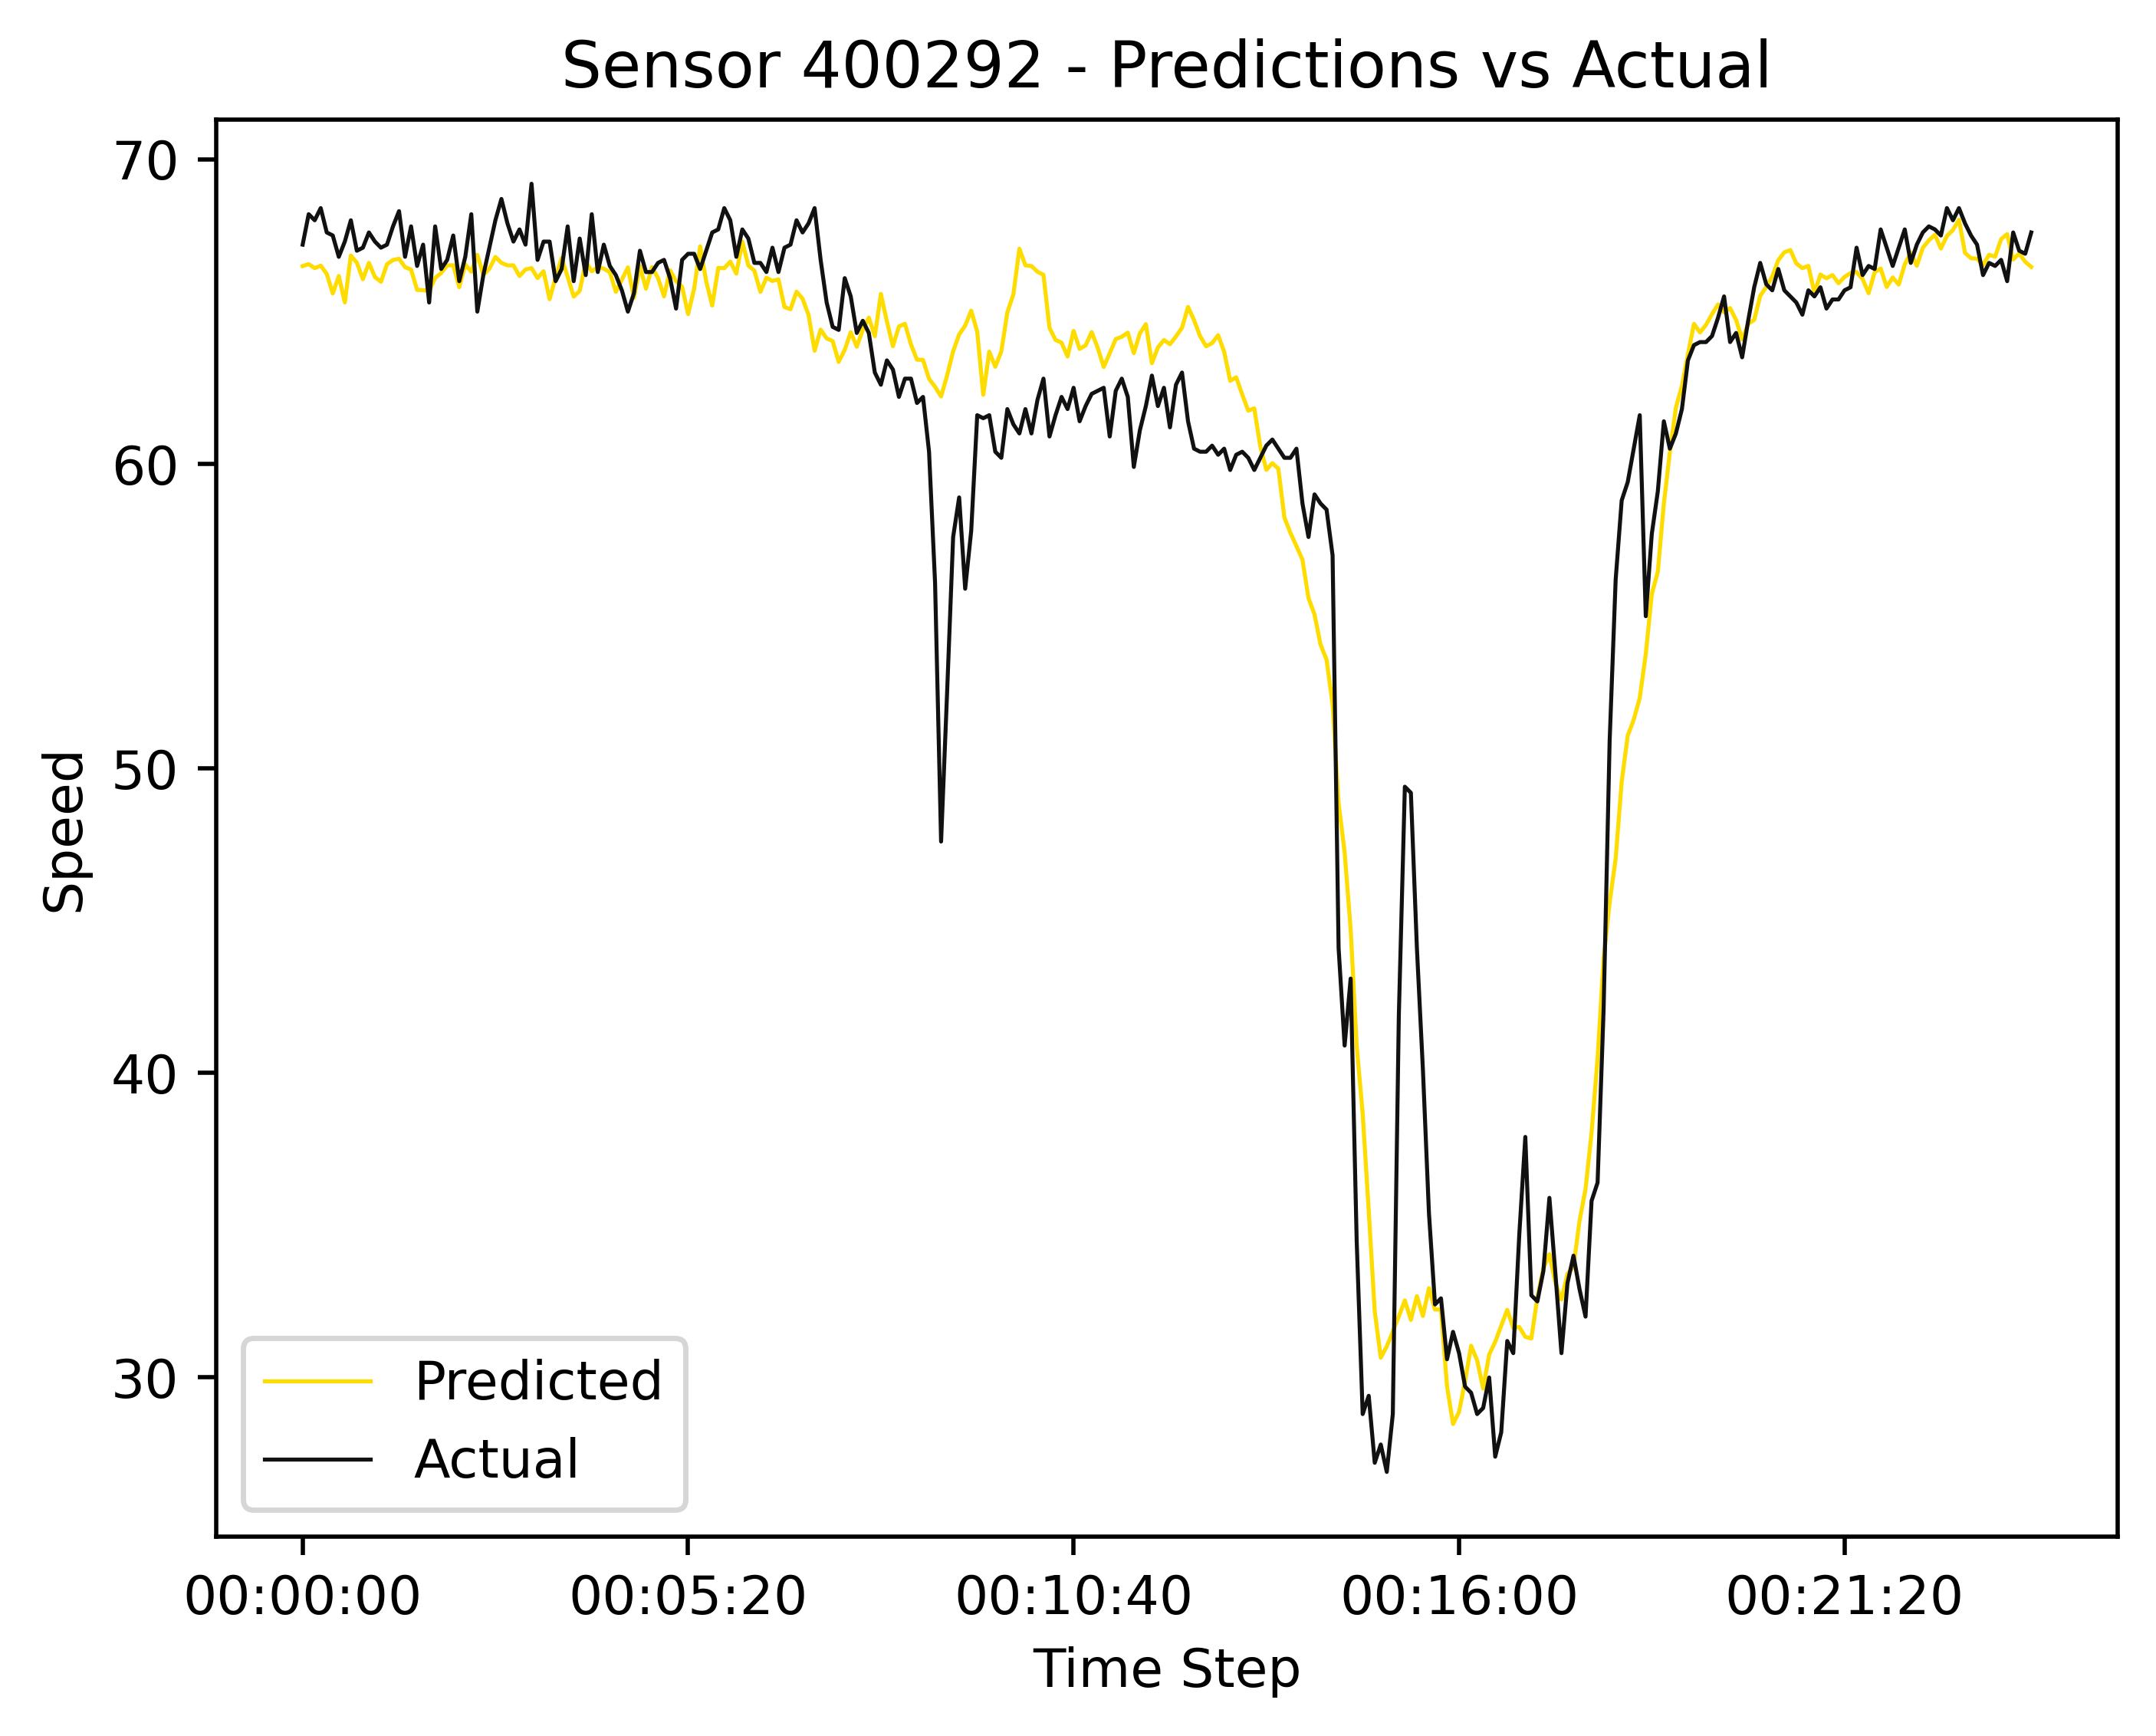 Sensor 400292 - Predictions vs Actual
70
60
50
40
30
Speed
Predicted
Actual
00:00:00 00:05:20 00:10:40 00:16:00 00:21:20
Time Step